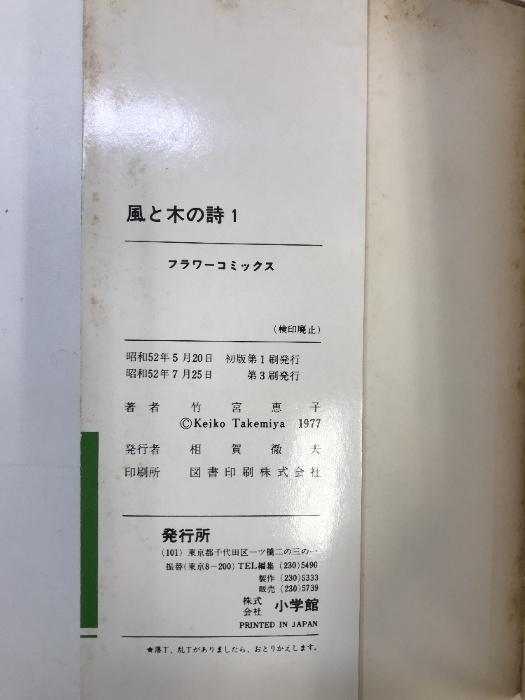 風と木の詩 1
フラワーコミックス
(検印廃止)
昭和52年5月20日 初版第1刷発行
昭和52年7月25日 第3刷発行
著者 竹宮恵子
©Keiko Takemiya 1977
発行者 相賀徹夫
印刷所 図書印刷株式会社
発行所
(101) 東京都千代田区一ツ橋二の三の一
振替(東京8-200) TEL編集 (230)5490
製作 (230)5333
販売 (230)5739
株式会社 小学館
PRINTED IN JAPAN
★落丁、乱丁がありましたら、おとりかえします。